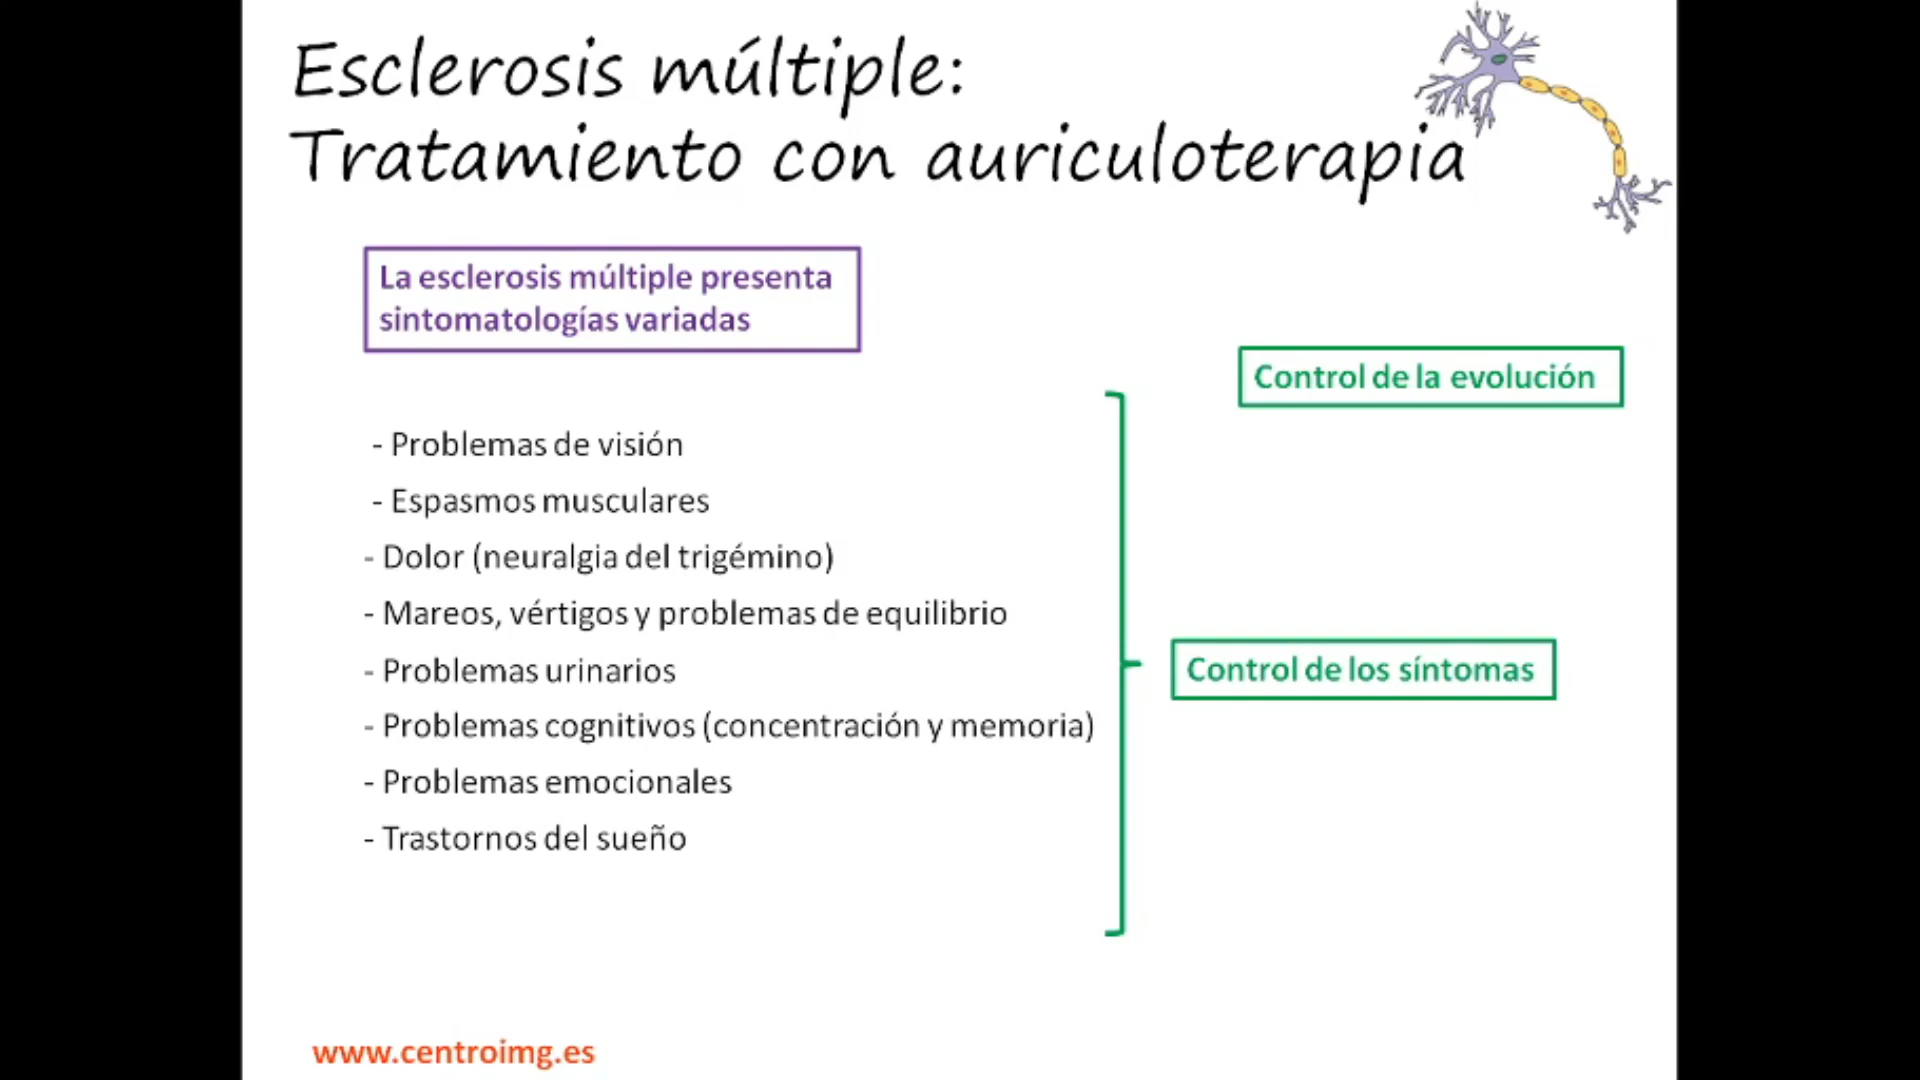 Esclerosis múltiple:
Tratamiento con auriculoterapia
La esclerosis múltiple presenta
sintomatologías variadas
Control de la evolución
- Problemas de visión
- Espasmos musculares
- Dolor (neuralgia del trigémino)
- Mareos, vértigos y problemas de equilibrio
- Problemas urinarios
- Problemas cognitivos (concentración y memoria)
- Problemas emocionales
- Trastornos del sueño
Control de los síntomas
www.centroimg.es